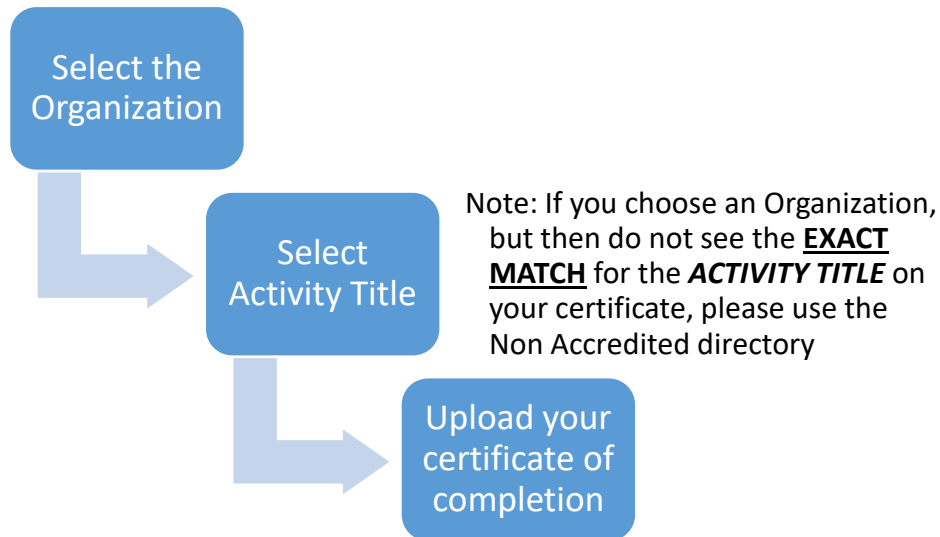 Select the
Organization
Select
Activity Title
Note: If you choose an Organization,
but then do not see the EXACT
MATCH for the ACTIVITY TITLE on
your certificate, please use the
Non Accredited directory
Upload your
certificate of
completion